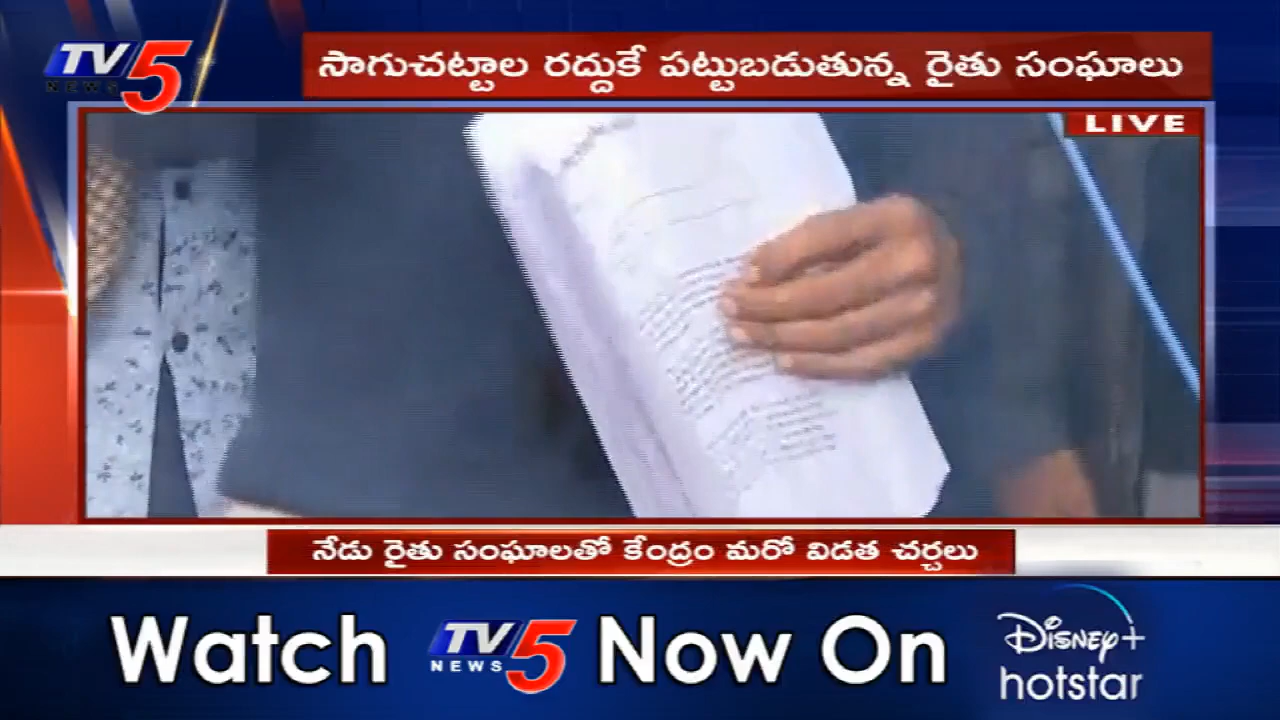 TV5 NEWS
సాగుచట్టాల రద్దుకే పట్టుబడుతున్న రైతు సంఘాలు
LIVE
నేడు రైతు సంఘాలతో కేంద్రం మరో విడత చర్చలు
Watch TV5 NEWS Now On Disney+ hotstar